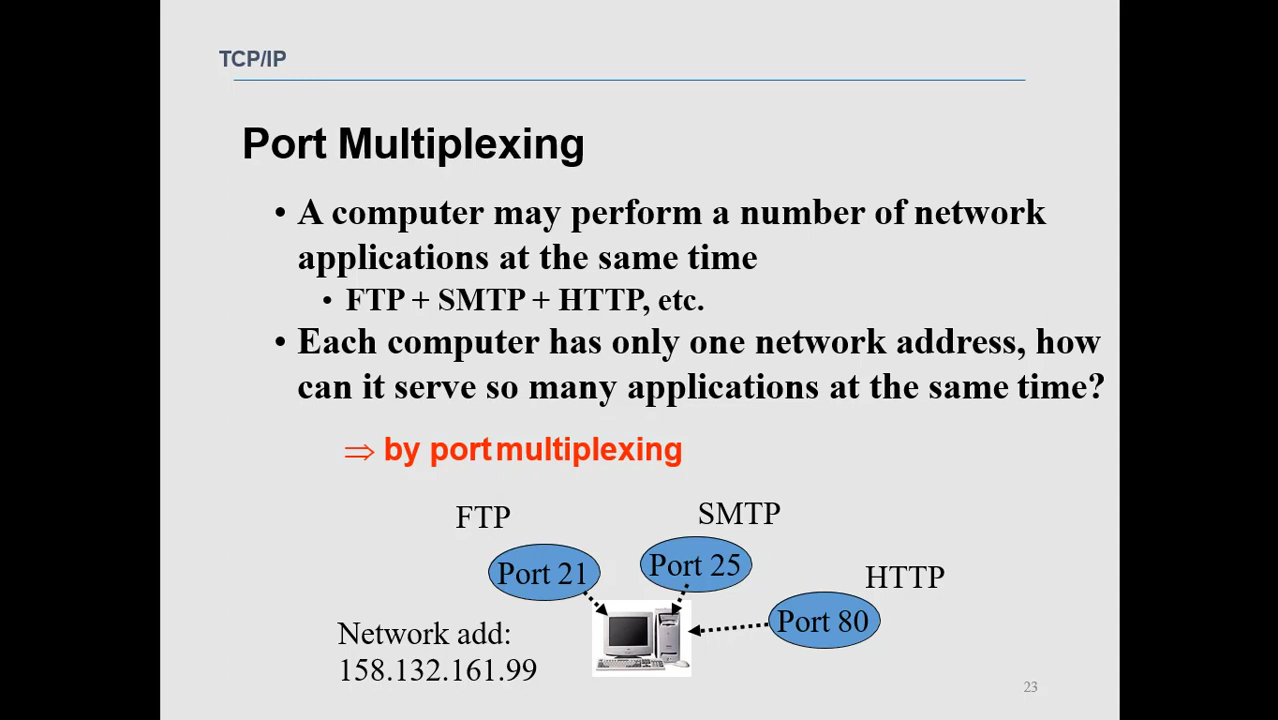 TCP/IP
Port Multiplexing
• A computer may perform a number of network
applications at the same time
• FTP + SMTP + HTTP, etc.
• Each computer has only one network address, how
can it serve so many applications at the same time?
⇒ by port multiplexing
FTP
SMTP
Port 21
Port 25
HTTP
Port 80
Network add:
158.132.161.99
23